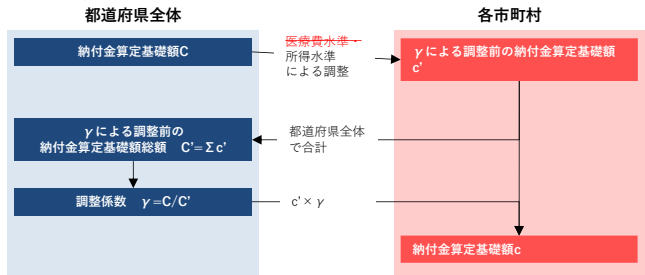 都道府県全体
各市町村
納付金算定基礎額C
医療費水準・
所得水準
による調整
γによる調整前の納付金算定基礎額
c’
γによる調整前の
納付金算定基礎額総額　C’=Σc’
都道府県全体
で合計
調整係数　γ=C/C’
c’×γ
納付金算定基礎額c